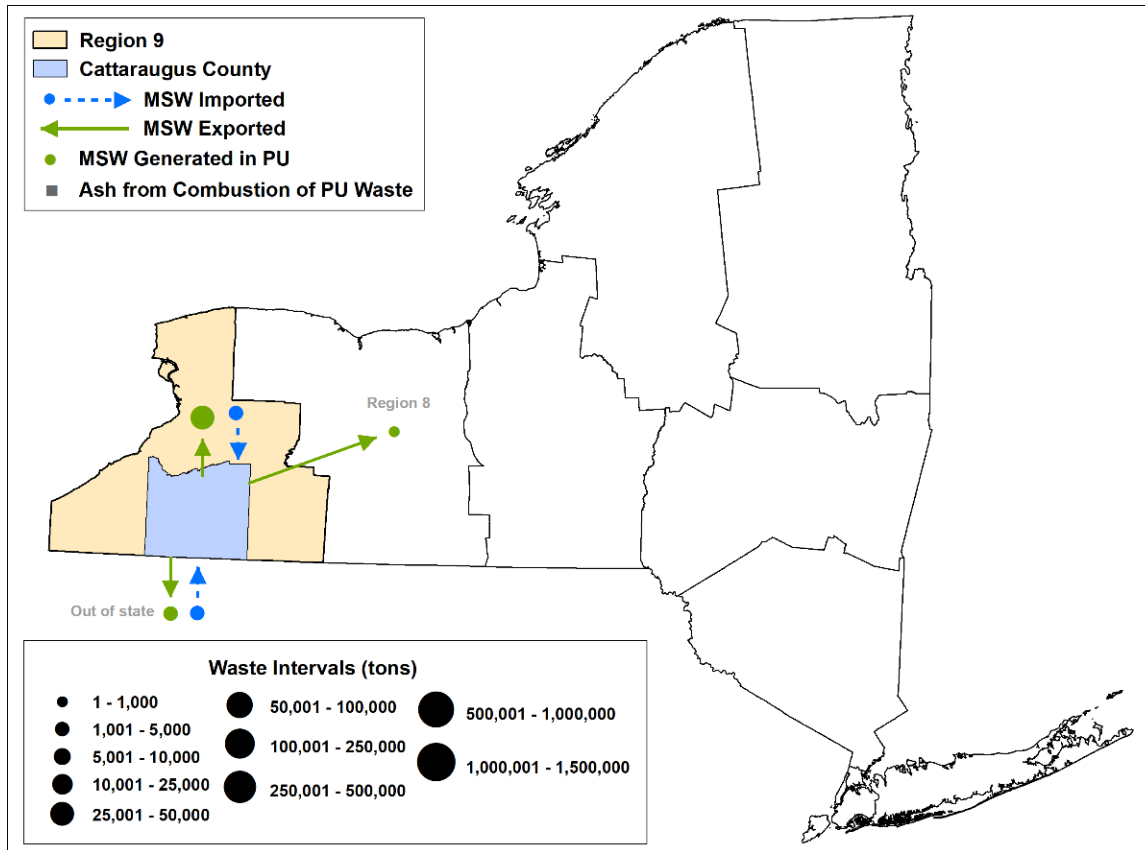 Region 9
Cattaraugus County
MSW Imported
MSW Exported
MSW Generated in PU
Ash from Combustion of PU Waste
Region 8
Out of state
Waste Intervals (tons)
1 - 1,000
1,001 - 5,000
5,001 - 10,000
10,001 - 25,000
25,001 - 50,000
50,001 - 100,000
100,001 - 250,000
250,001 - 500,000
500,001 - 1,000,000
1,000,001 - 1,500,000